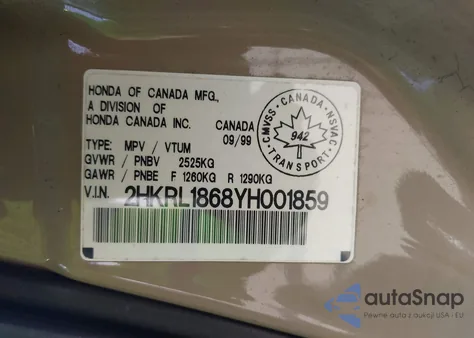 HONDA OF CANADA MFG.,
A DIVISION OF
HONDA CANADA INC. CANADA
09/99
TYPE: MPV / VTUM
GVWR / PNBV 2525KG
GAWR / PNBE F 1260KG R 1290KG
V.I.N. 2HKRL1868YH001859
CMVSS · CANADA · NSVAC
942
TRANSPORT
autaSnap
Pewne auta z aukcji USA - EU